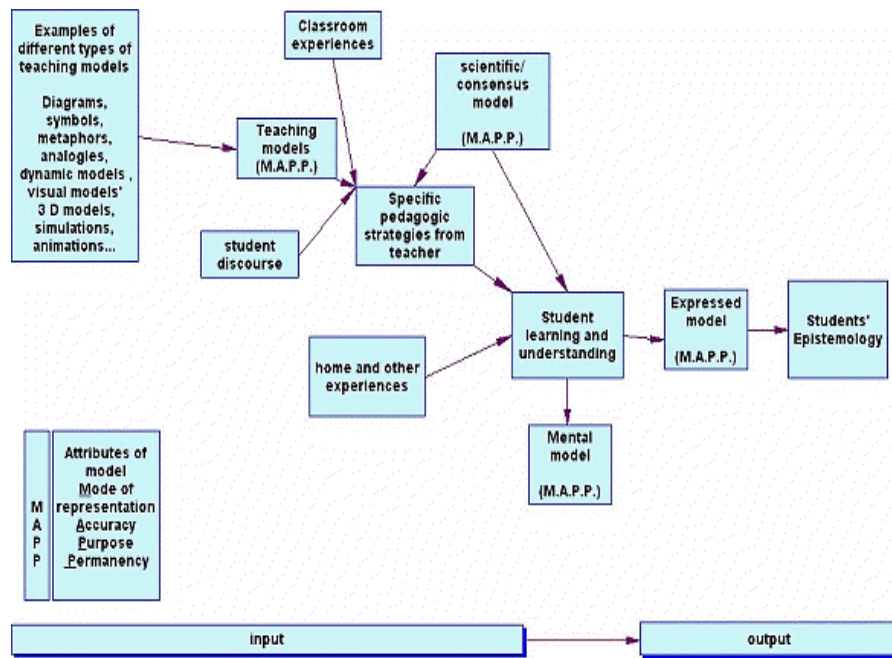 Examples of
different types of
teaching models
Diagrams,
symbols,
metaphors,
analogies,
dynamic models ,
visual models'
3 D models,
simulations,
animations...
Classroom
experiences
Teaching
models
(M.A.P.P.)
scientific/
consensus
model
(M.A.P.P.)
student
discourse
Specific
pedagogic
strategies from
teacher
home and other
experiences
Student
learning and
understanding
Expressed
model
(M.A.P.P.)
Students'
Epistemology
Mental
model
(M.A.P.P.)
M
A
P
P
Attributes of
model
Mode of
representation
Accuracy
Purpose
Permanency
input
output